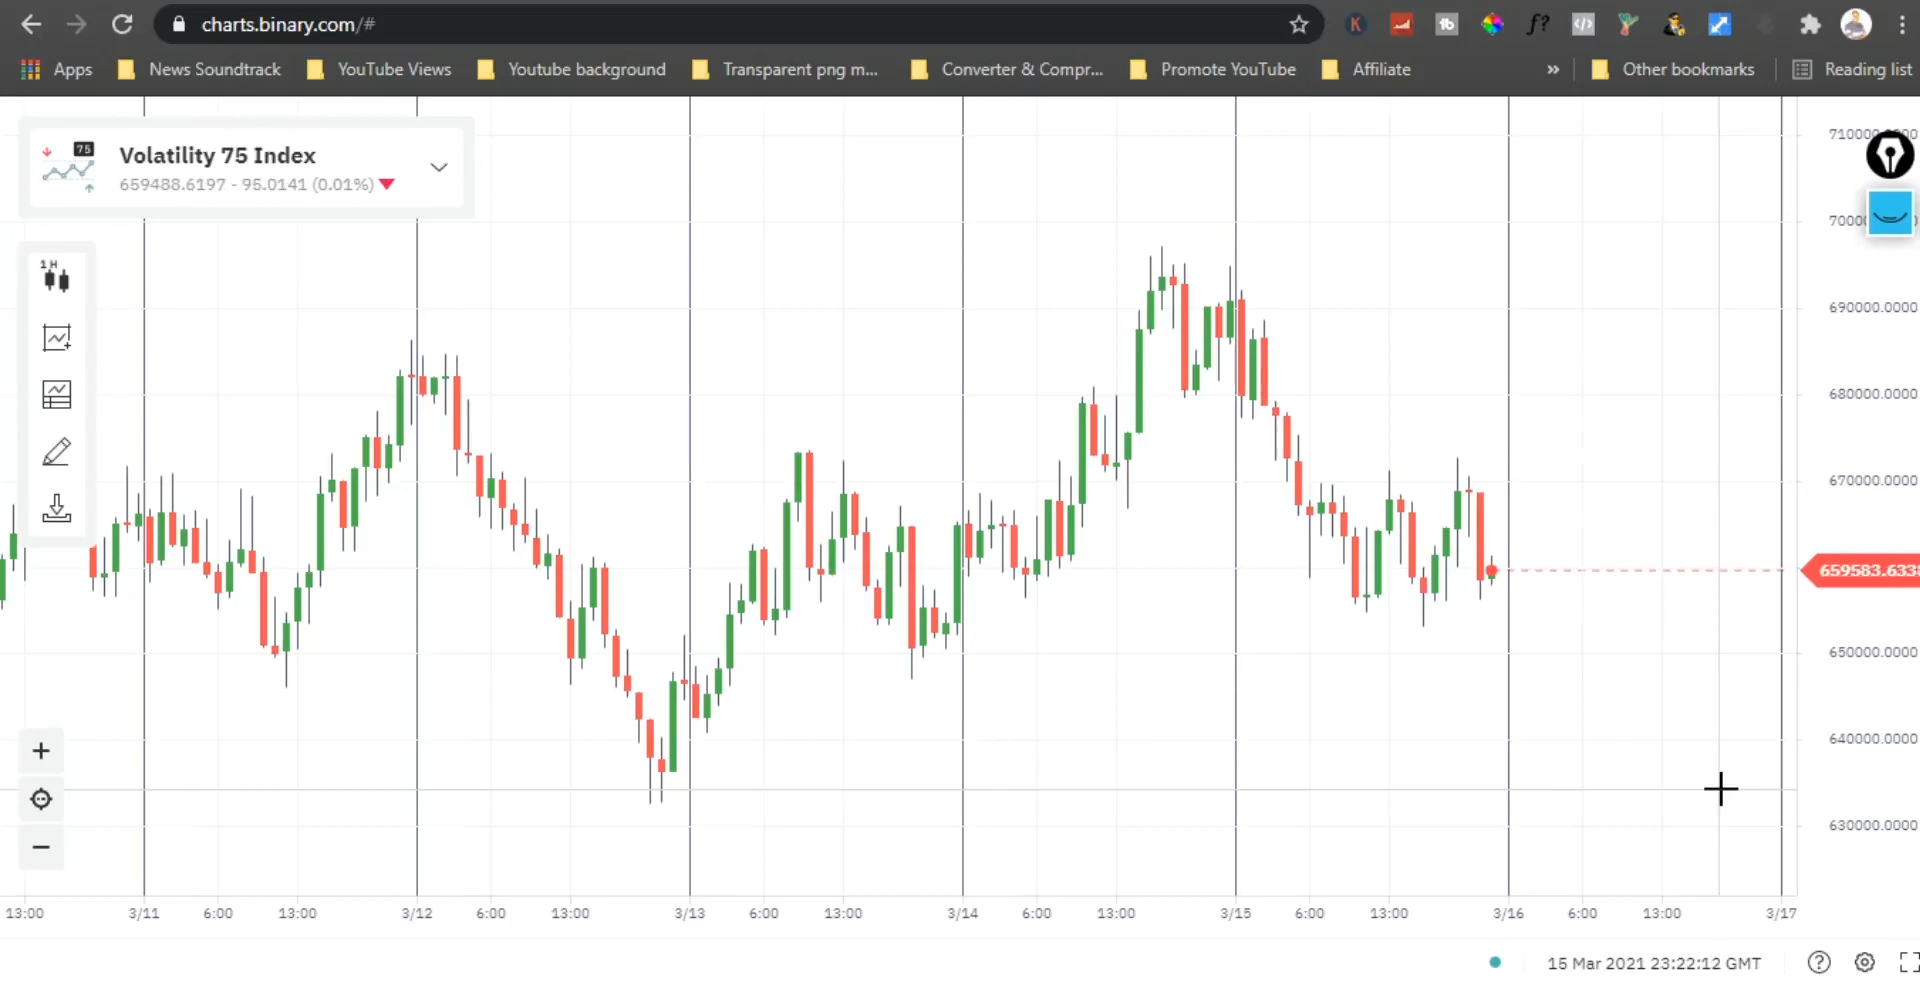 charts.binary.com/#
Apps
News Soundtrack
YouTube Views
Youtube background
Transparent png m...
Converter & Compr...
Promote YouTube
Affiliate
»
Other bookmarks
Reading list
75
Volatility 75 Index
659488.6197 - 95.0141 (0.01%)
1H
690000.0000
680000.0000
670000.0000
659583.633
650000.0000
640000.0000
630000.0000
13:00
3/11
6:00
13:00
3/12
6:00
13:00
3/13
6:00
13:00
3/14
6:00
13:00
3/15
6:00
13:00
3/16
6:00
13:00
3/17
15 Mar 2021 23:22:12 GMT